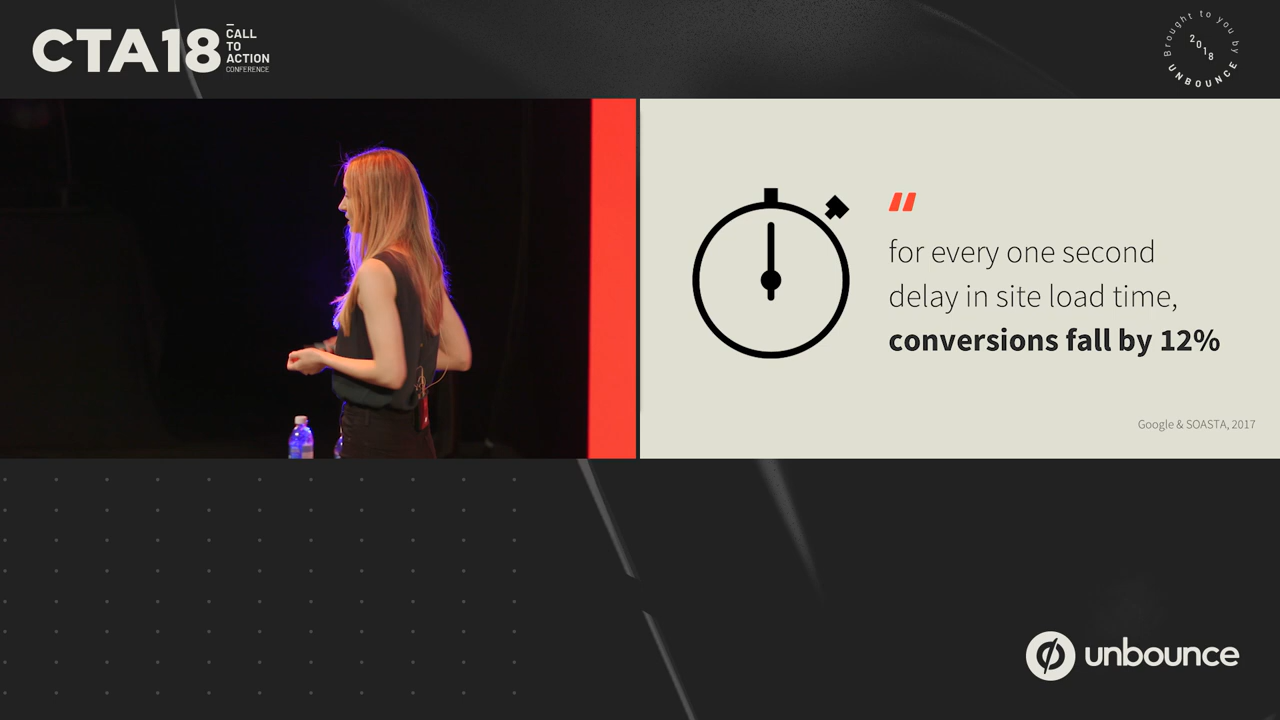 CTA18
CALL
TO
ACTION
CONFERENCE
Brought to you by
2018
UNBOUNCE
“
for every one second
delay in site load time,
conversions fall by 12%
Google & SOASTA, 2017
unbounce